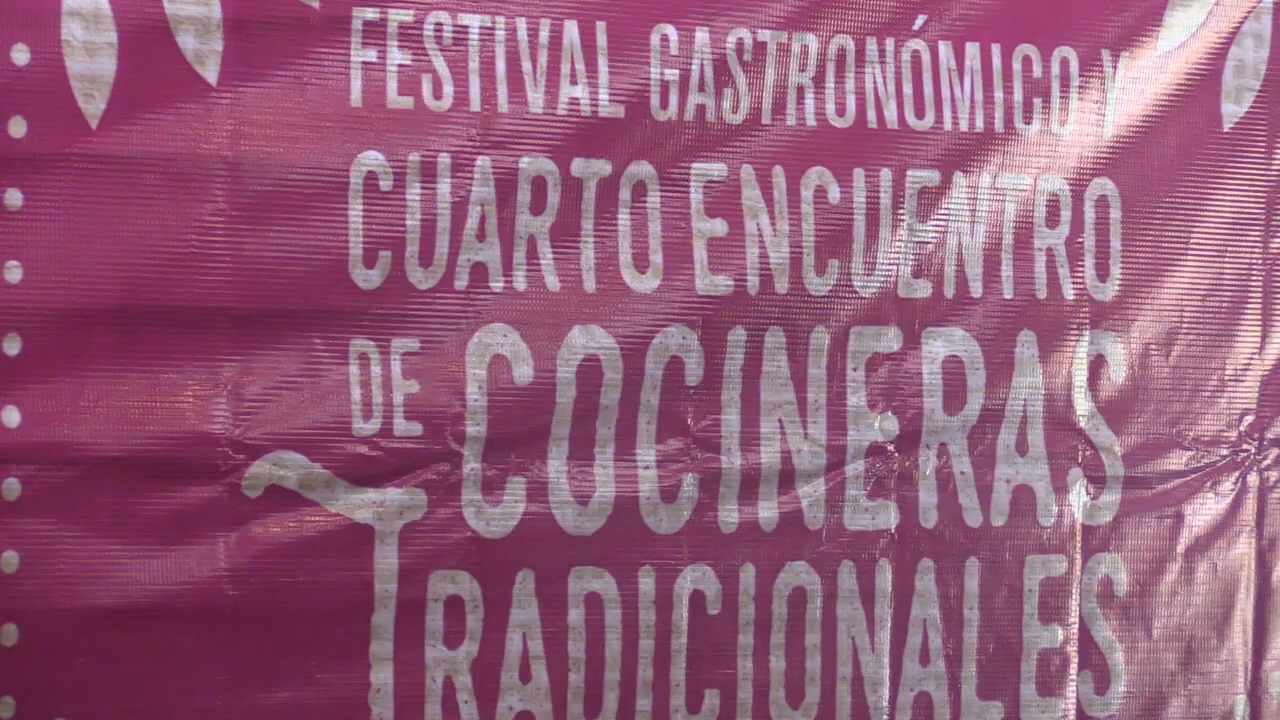 FESTIVAL GASTRONÓMICO Y
CUARTO ENCUENTRO
DE COCINERAS
TRADICIONALES